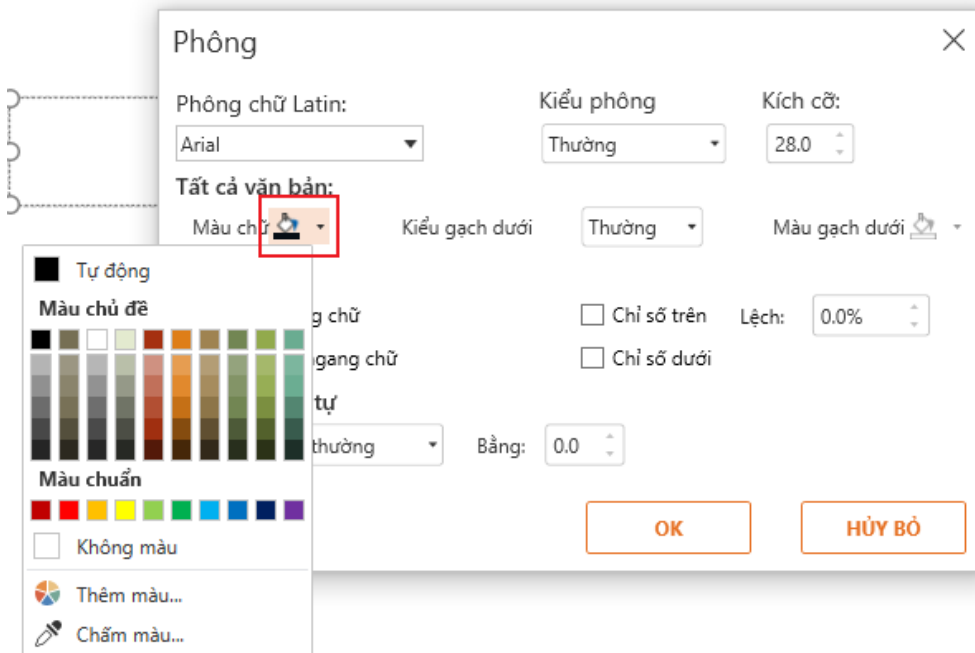 Phông
Phông chữ Latin:
Kiểu phông
Kích cỡ:
Arial
Thường
28.0
Tất cả văn bản:
Màu chữ
Kiểu gạch dưới
Thường
Màu gạch dưới
Tự động
Màu chủ đề
chữ
Chỉ số trên
Lệch:
0.0%
ngang chữ
Chỉ số dưới
tự
thường
Bằng:
0.0
Màu chuẩn
Không màu
OK
HỦY BỎ
Thêm màu...
Chấm màu...